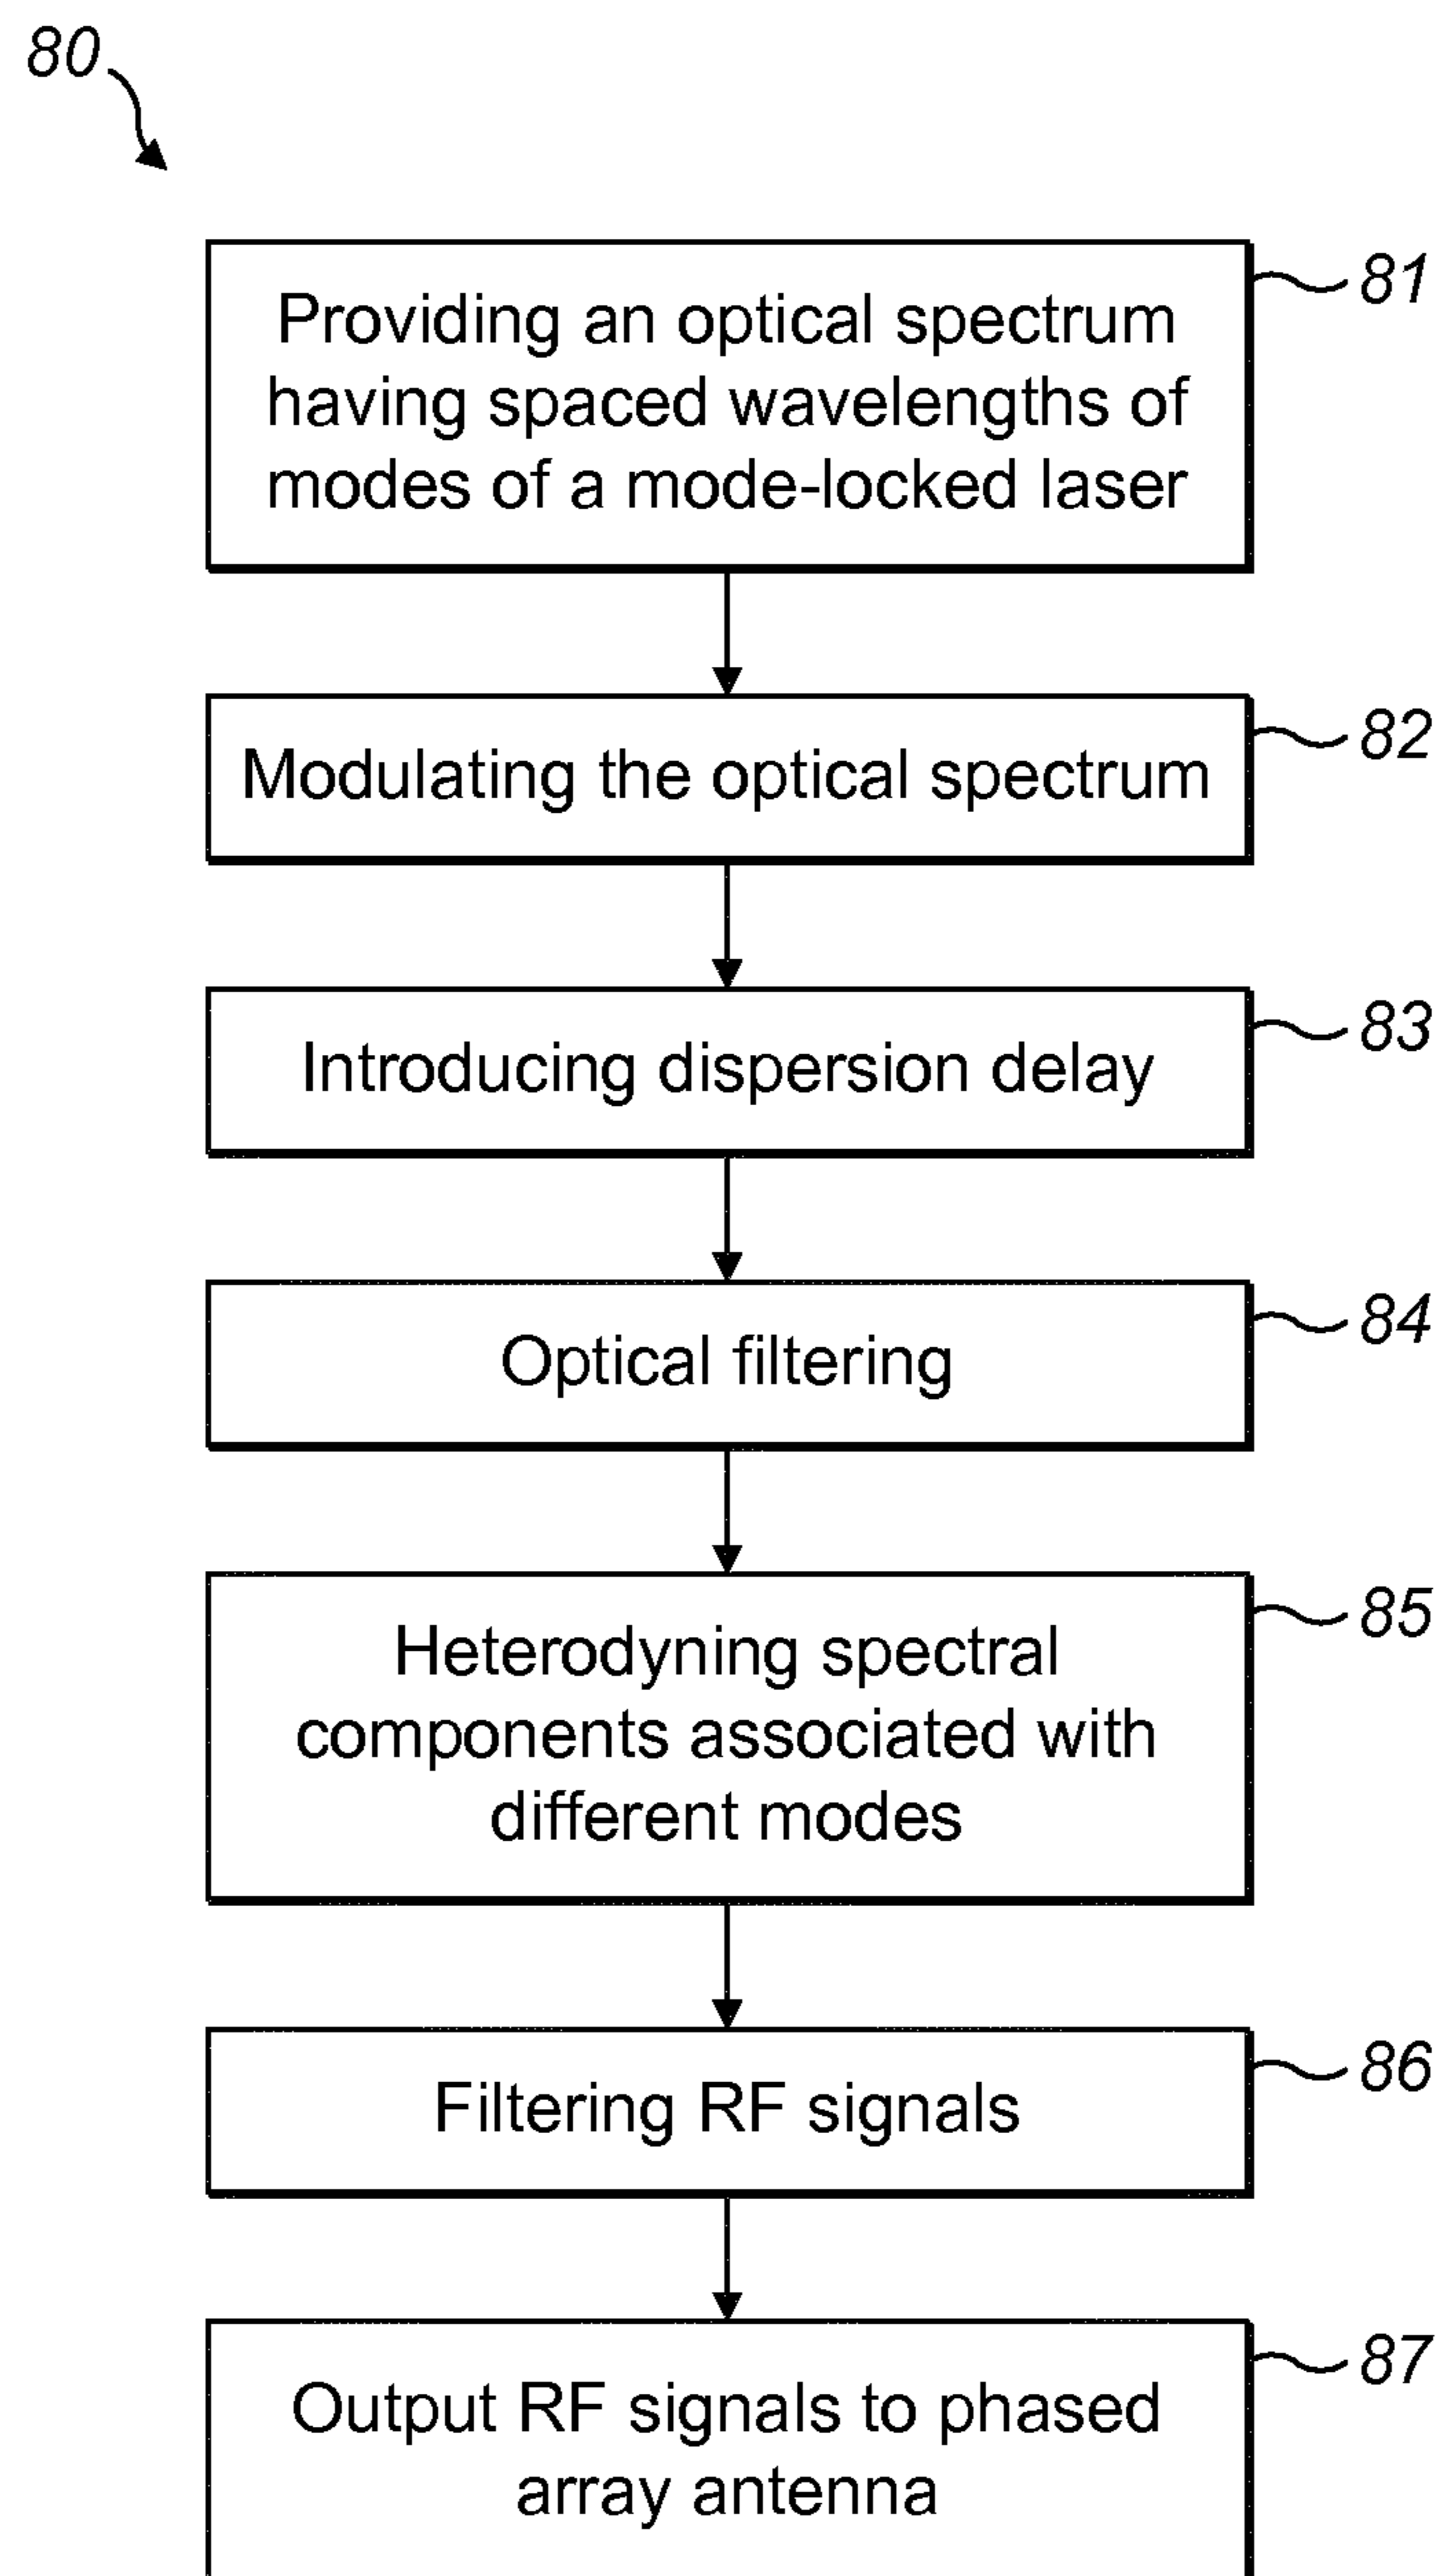 80
81
Providing an optical spectrum
having spaced wavelengths of
modes of a mode-locked laser
82
Modulating the optical spectrum
83
Introducing dispersion delay
84
Optical filtering
85
Heterodyning spectral
components associated with
different modes
86
Filtering RF signals
87
Output RF signals to phased
array antenna